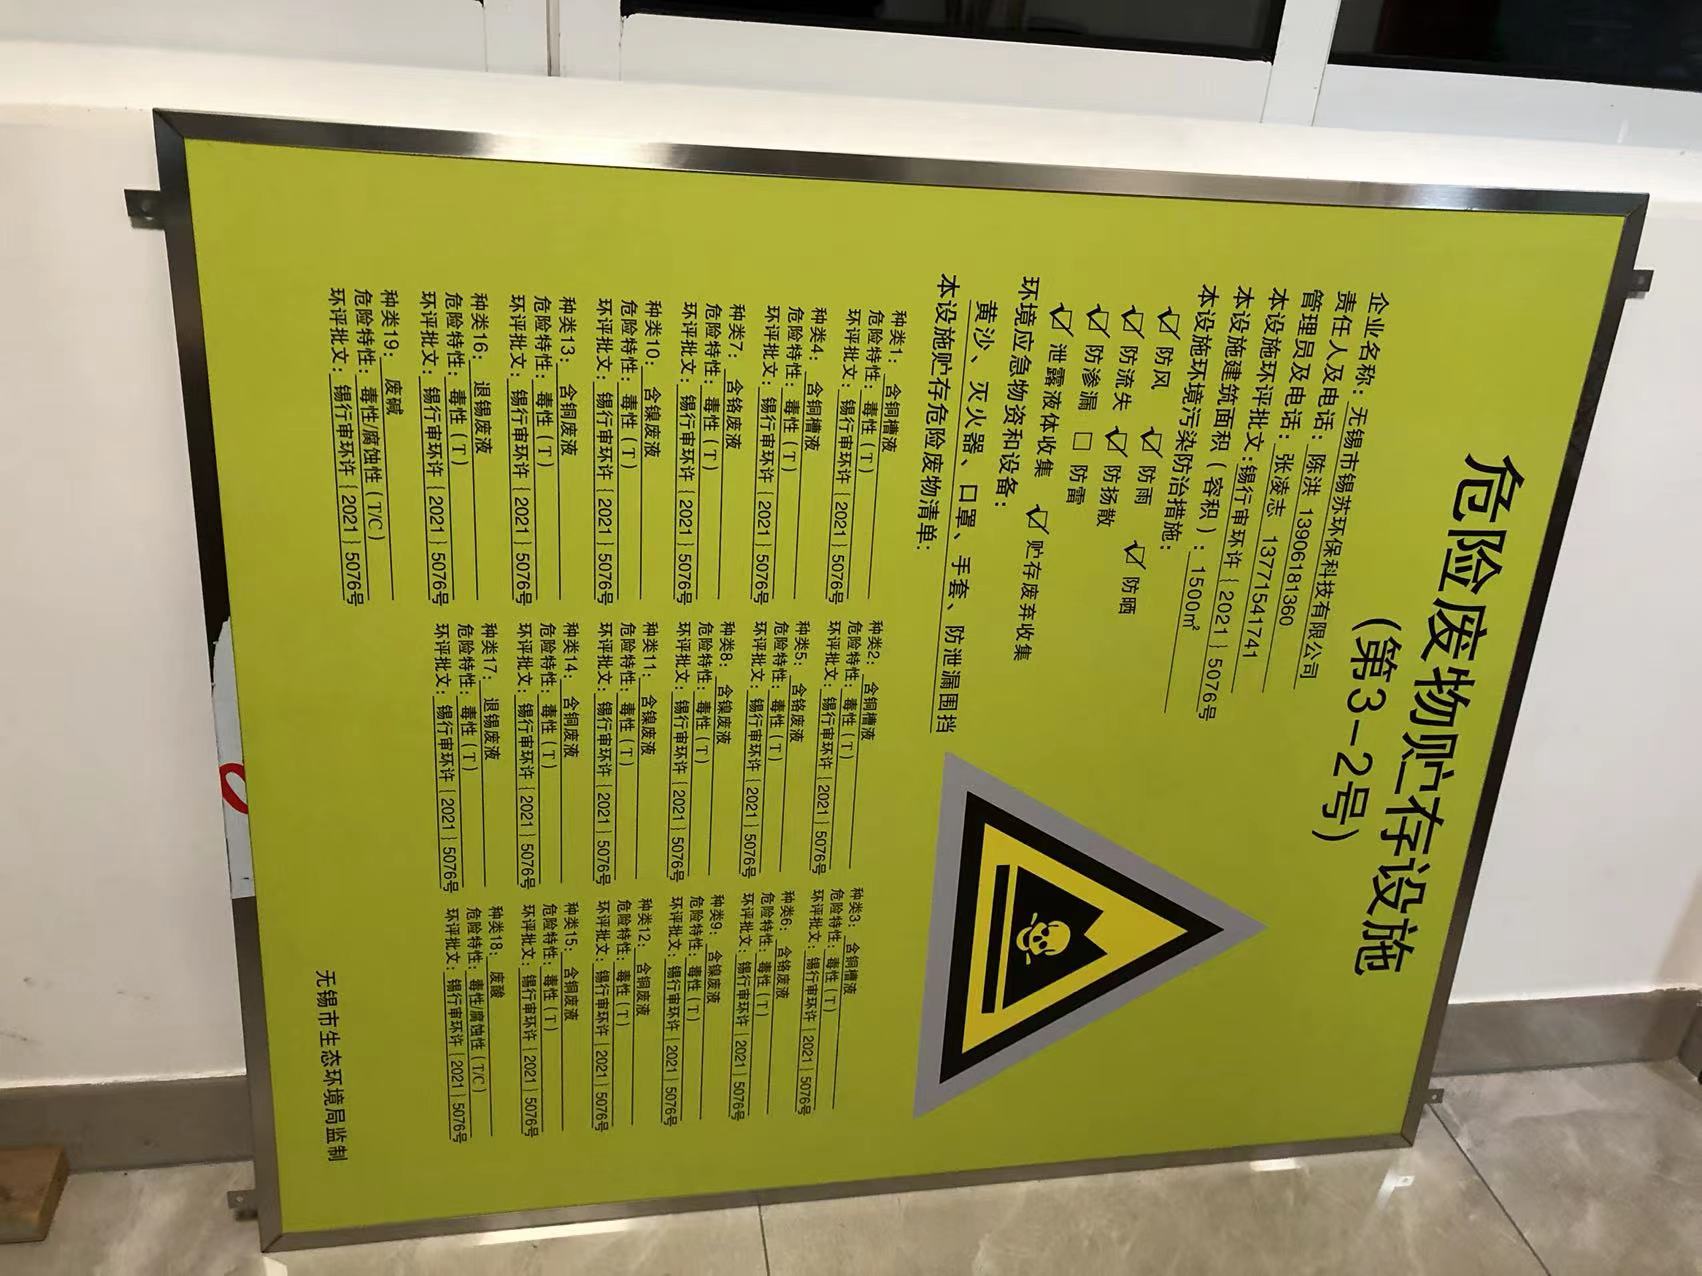 危险废物贮存设施
(第3-2号)
企业名称：无锡市锡苏环保科技有限公司
责任人及电话：陈洪 13906181360
管理员及电话：张凌志 13771541741
本设施环评批文：锡行审环许［2021］5076号
本设施建筑面积（容积）：1500㎡
本设施环境污染防治措施：
☑防风 ☑防雨 ☑防晒
☑防流失 ☑防扬散
☑防渗漏 □防雷
☑泄露液体收集 ☑贮存废弃收集
环境应急物资和设备：
黄沙、灭火器、口罩、手套、防泄漏围挡
本设施贮存危险废物清单：
种类1：含铜槽液 种类2：含铜槽液 种类3：含铜槽液
危险特性：毒性（T） 危险特性：毒性（T） 危险特性：毒性（T）
环评批文：锡行审环许［2021］5076号 环评批文：锡行审环许［2021］5076号 环评批文：锡行审环许［2021］5076号
种类4：含铜槽液 种类5：含铬废液 种类6：含铬废液
危险特性：毒性（T） 危险特性：毒性（T） 危险特性：毒性（T）
环评批文：锡行审环许［2021］5076号 环评批文：锡行审环许［2021］5076号 环评批文：锡行审环许［2021］5076号
种类7：含铬废液 种类8：含镍废液 种类9：含镍废液
危险特性：毒性（T） 危险特性：毒性（T） 危险特性：毒性（T）
环评批文：锡行审环许［2021］5076号 环评批文：锡行审环许［2021］5076号 环评批文：锡行审环许［2021］5076号
种类10：含镍废液 种类11：含镍废液 种类12：含铜废液
危险特性：毒性（T） 危险特性：毒性（T） 危险特性：毒性（T）
环评批文：锡行审环许［2021］5076号 环评批文：锡行审环许［2021］5076号 环评批文：锡行审环许［2021］5076号
种类13：含铜废液 种类14：含铜废液 种类15：含铜废液
危险特性：毒性（T） 危险特性：毒性（T） 危险特性：毒性（T）
环评批文：锡行审环许［2021］5076号 环评批文：锡行审环许［2021］5076号 环评批文：锡行审环许［2021］5076号
种类16：退锡废液 种类17：退锡废液 种类18：废酸
危险特性：毒性（T） 危险特性：毒性（T） 危险特性：毒性/腐蚀性（T/C）
环评批文：锡行审环许［2021］5076号 环评批文：锡行审环许［2021］5076号 环评批文：锡行审环许［2021］5076号
种类19：废碱
危险特性：毒性/腐蚀性（T/C）
环评批文：锡行审环许［2021］5076号
无锡市生态环境局监制